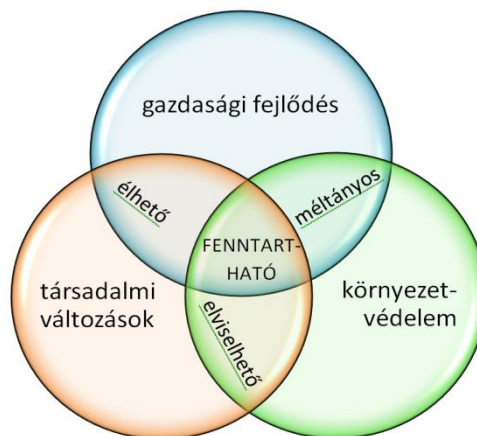 gazdasági fejlődés
élhető
méltányos
FENNTART-
HATÓ
társadalmi
változások
környezet-
védelem
elviselhető